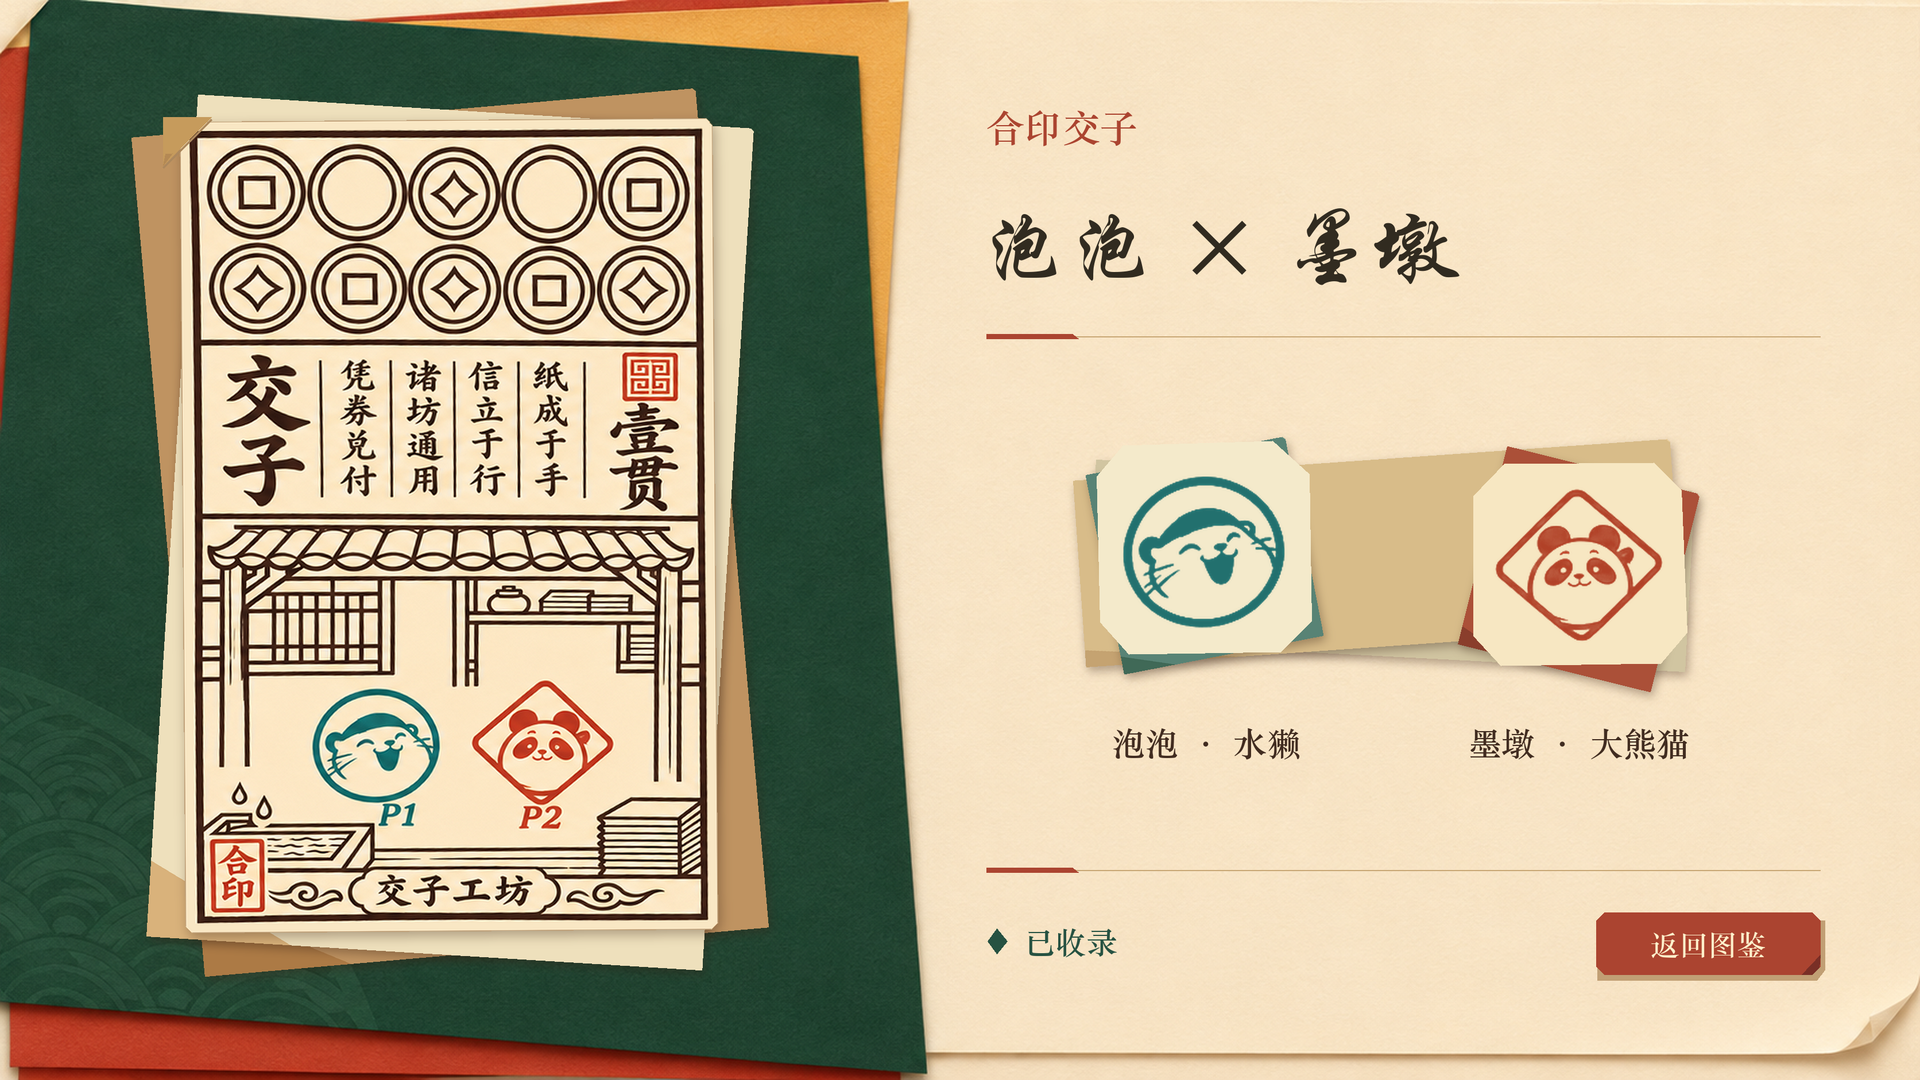 交子
凭券兑付
诸坊通用
信立于行
纸成于手
壹贯
P1
P2
合印
交子工坊
合印交子
泡泡 × 墨墩
泡泡 · 水獭
墨墩 · 大熊猫
已收录
返回图鉴